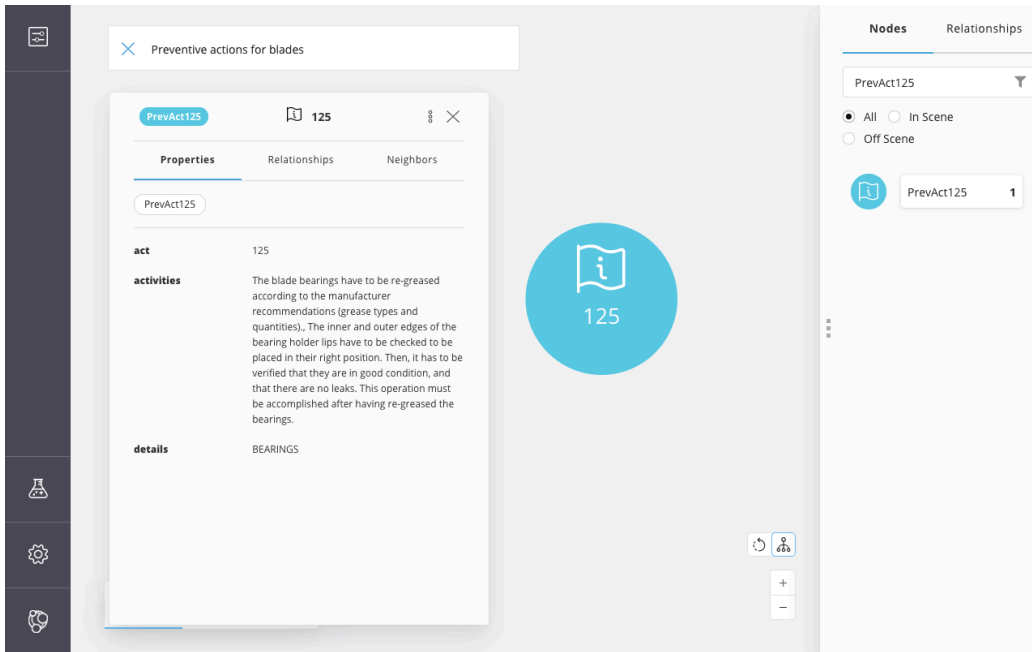 Preventive actions for blades
PrevAct125
125
Properties
Relationships
Neighbors
PrevAct125
act
125
activities
The blade bearings have to be re-greased
according to the manufacturer
recommendations (grease types and
quantities)., The inner and outer edges of the
bearing holder lips have to be checked to be
placed in their right position. Then, it has to be
verified that they are in good condition, and
that there are no leaks. This operation must
be accomplished after having re-greased the
bearings.
details
BEARINGS
i
125
Nodes
Relationships
PrevAct125
All
In Scene
Off Scene
PrevAct125
1
+
−